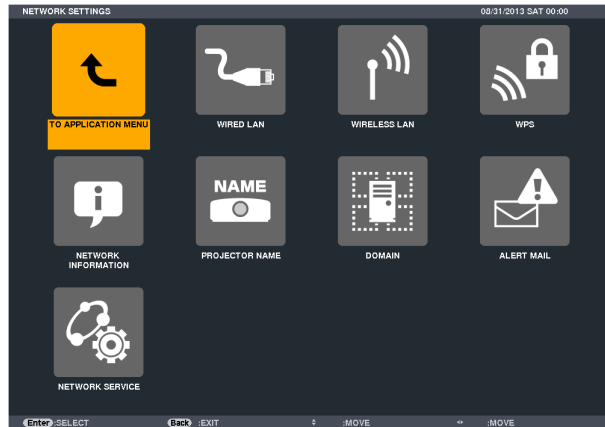 NETWORK SETTINGS 08/31/2013 SAT 00:00
TO APPLICATION MENU WIRED LAN WIRELESS LAN WPS
NAME
NETWORK
INFORMATION PROJECTOR NAME DOMAIN ALERT MAIL
NETWORK SERVICE
Enter :SELECT Back :EXIT :MOVE :MOVE